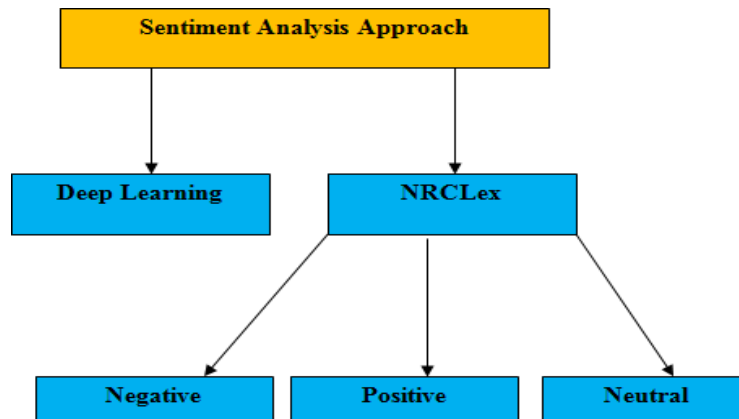 Sentiment Analysis Approach
Deep Learning
NRCLex
Negative
Positive
Neutral